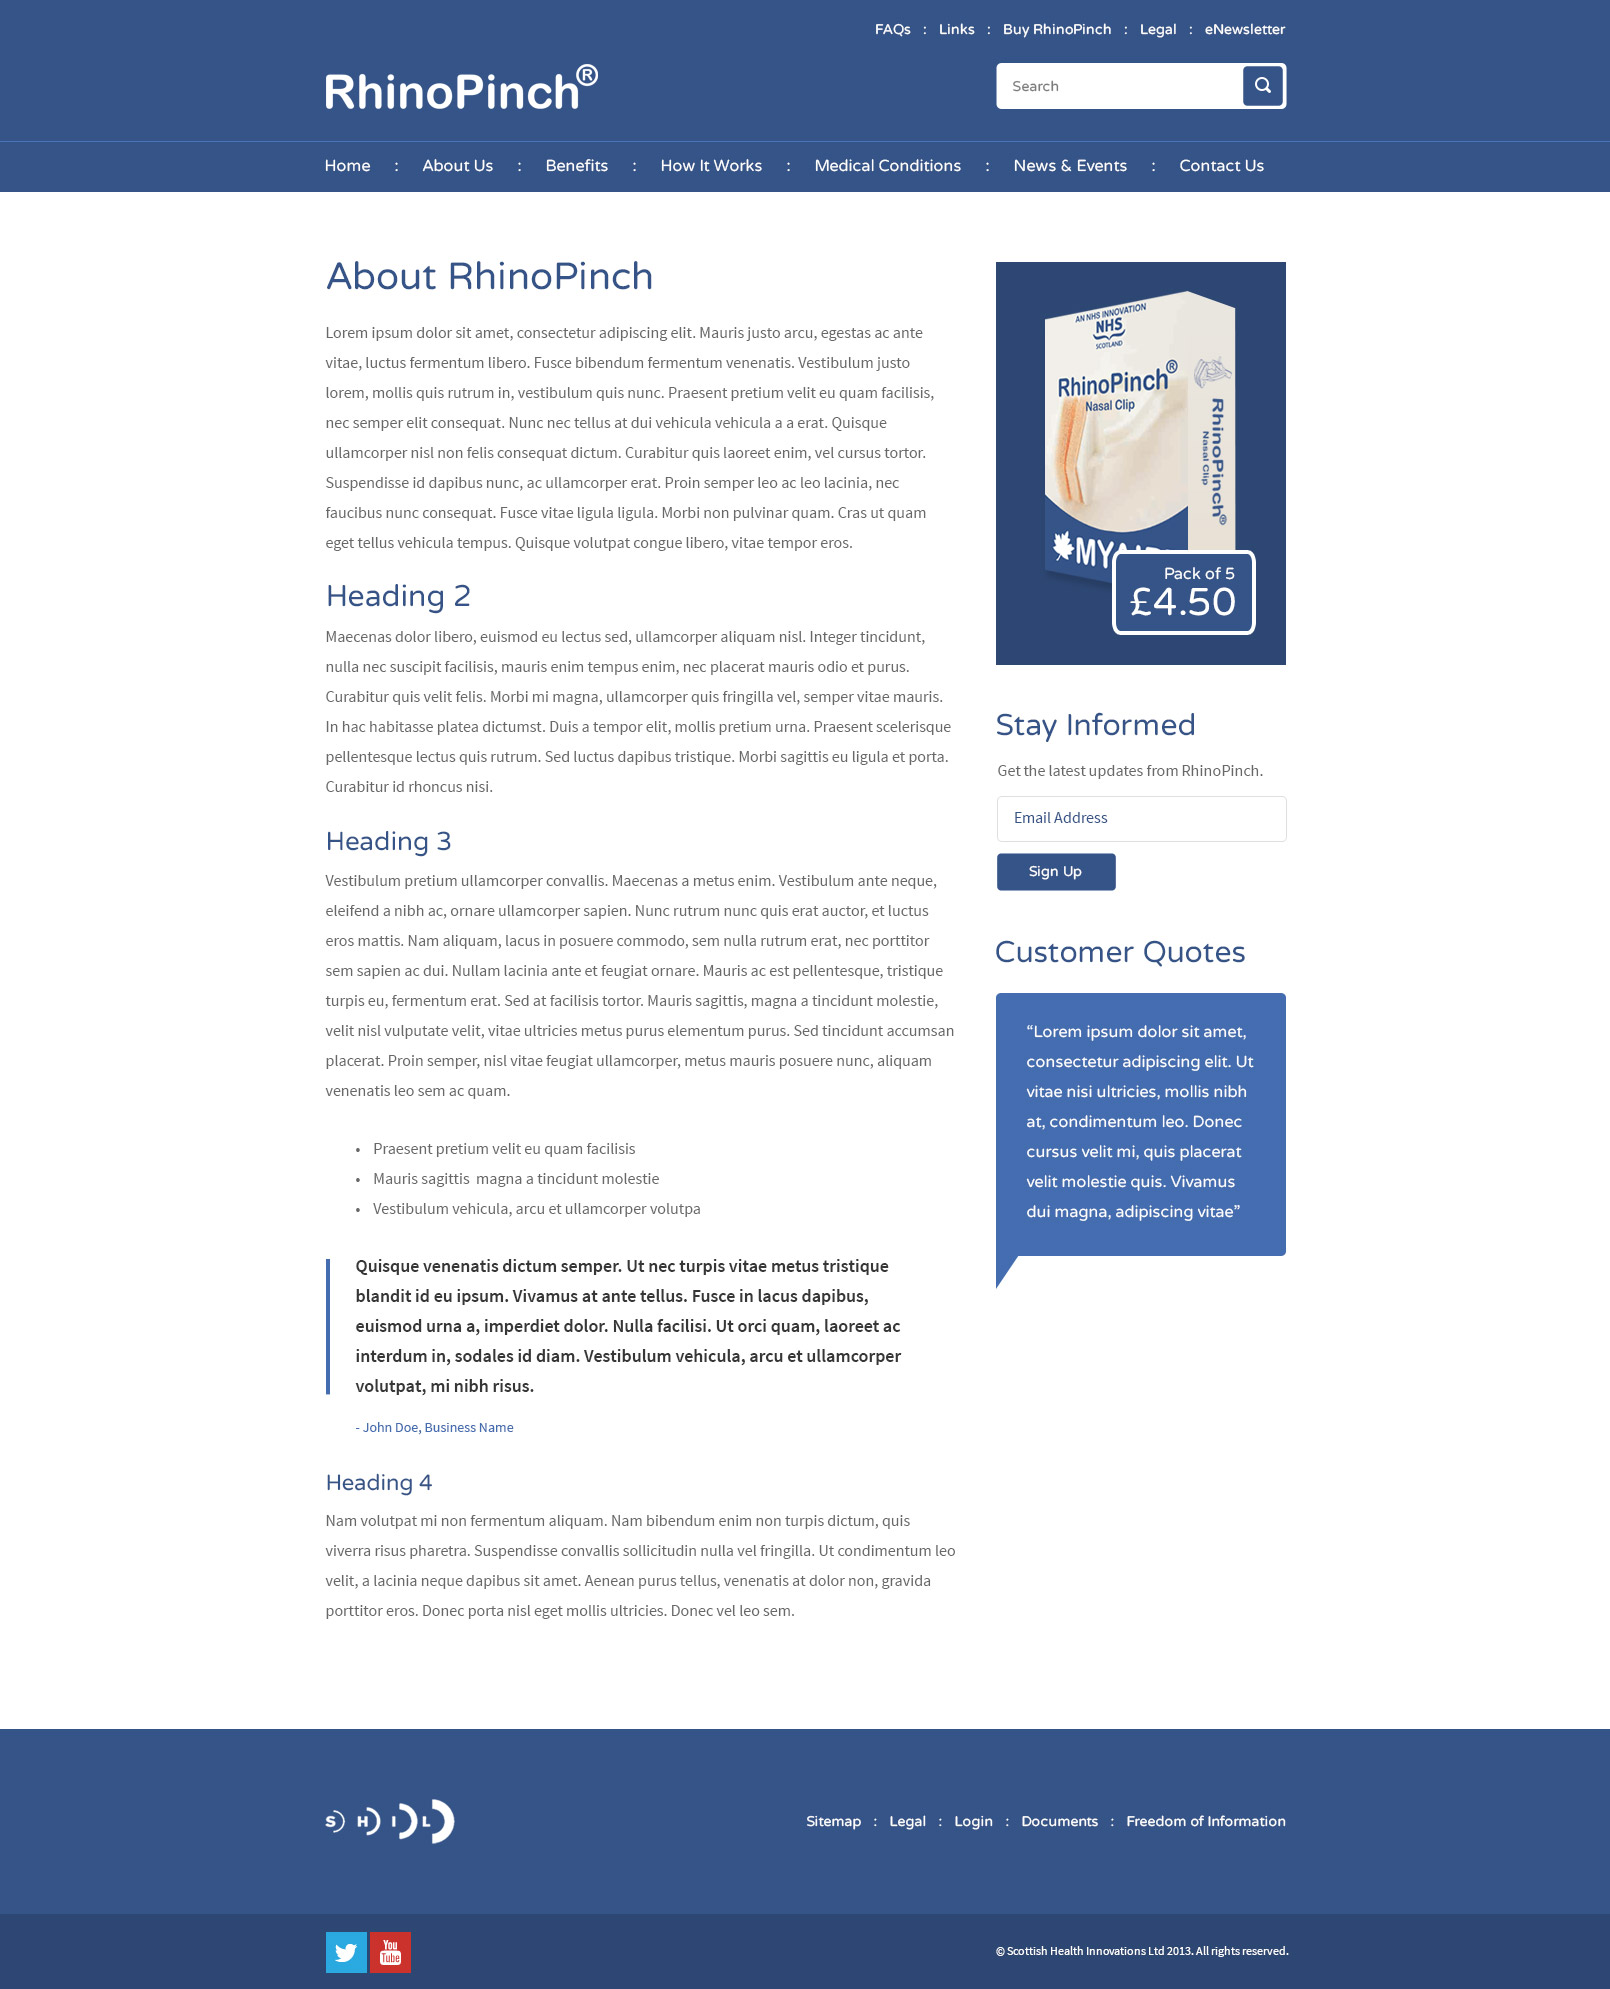 FAQs : Links : Buy RhinoPinch : Legal : eNewsletter
RhinoPinch®
Search
Home : About Us : Benefits : How It Works : Medical Conditions : News & Events : Contact Us
About RhinoPinch
Lorem ipsum dolor sit amet, consectetur adipiscing elit. Mauris justo arcu, egestas ac ante
vitae, luctus fermentum libero. Fusce bibendum fermentum venenatis. Vestibulum justo
lorem, mollis quis rutrum in, vestibulum quis nunc. Praesent pretium velit eu quam facilisis,
nec semper elit consequat. Nunc nec tellus at dui vehicula vehicula a a erat. Quisque
ullamcorper nisl non felis consequat dictum. Curabitur quis laoreet enim, vel cursus tortor.
Suspendisse id dapibus nunc, ac ullamcorper erat. Proin semper leo ac leo lacinia, nec
faucibus nunc consequat. Fusce vitae ligula ligula. Morbi non pulvinar quam. Cras ut quam
eget tellus vehicula tempus. Quisque volutpat congue libero, vitae tempor eros.
Heading 2
Maecenas dolor libero, euismod eu lectus sed, ullamcorper aliquam nisl. Integer tincidunt,
nulla nec suscipit facilisis, mauris enim tempus enim, nec placerat mauris odio et purus.
Curabitur quis velit felis. Morbi mi magna, ullamcorper quis fringilla vel, semper vitae mauris.
In hac habitasse platea dictumst. Duis a tempor elit, mollis pretium urna. Praesent scelerisque
pellentesque lectus quis rutrum. Sed luctus dapibus tristique. Morbi sagittis eu ligula et porta.
Curabitur id rhoncus nisi.
Heading 3
Vestibulum pretium ullamcorper convallis. Maecenas a metus enim. Vestibulum ante neque,
eleifend a nibh ac, ornare ullamcorper sapien. Nunc rutrum nunc quis erat auctor, et luctus
eros mattis. Nam aliquam, lacus in posuere commodo, sem nulla rutrum erat, nec porttitor
sem sapien ac dui. Nullam lacinia ante et feugiat ornare. Mauris ac est pellentesque, tristique
turpis eu, fermentum erat. Sed at facilisis tortor. Mauris sagittis, magna a tincidunt molestie,
velit nisl vulputate velit, vitae ultricies metus purus elementum purus. Sed tincidunt accumsan
placerat. Proin semper, nisl vitae feugiat ullamcorper, metus mauris posuere nunc, aliquam
venenatis leo sem ac quam.
• Praesent pretium velit eu quam facilisis
• Mauris sagittis  magna a tincidunt molestie
• Vestibulum vehicula, arcu et ullamcorper volutpa
Quisque venenatis dictum semper. Ut nec turpis vitae metus tristique
blandit id eu ipsum. Vivamus at ante tellus. Fusce in lacus dapibus,
euismod urna a, imperdiet dolor. Nulla facilisi. Ut orci quam, laoreet ac
interdum in, sodales id diam. Vestibulum vehicula, arcu et ullamcorper
volutpat, mi nibh risus.
- John Doe, Business Name
Heading 4
Nam volutpat mi non fermentum aliquam. Nam bibendum enim non turpis dictum, quis
viverra risus pharetra. Suspendisse convallis sollicitudin nulla vel fringilla. Ut condimentum leo
velit, a lacinia neque dapibus sit amet. Aenean purus tellus, venenatis at dolor non, gravida
porttitor eros. Donec porta nisl eget mollis ultricies. Donec vel leo sem.
AN NHS INNOVATION
NHS
SCOTLAND
RhinoPinch®
Nasal Clip
RhinoPinch®
Nasal Clip
Pack of 5
£4.50
Stay Informed
Get the latest updates from RhinoPinch.
Email Address
Sign Up
Customer Quotes
“Lorem ipsum dolor sit amet,
consectetur adipiscing elit. Ut
vitae nisi ultricies, mollis nibh
at, condimentum leo. Donec
cursus velit mi, quis placerat
velit molestie quis. Vivamus
dui magna, adipiscing vitae”
S H I L
Sitemap : Legal : Login : Documents : Freedom of Information
You
Tube
© Scottish Health Innovations Ltd 2013. All rights reserved.